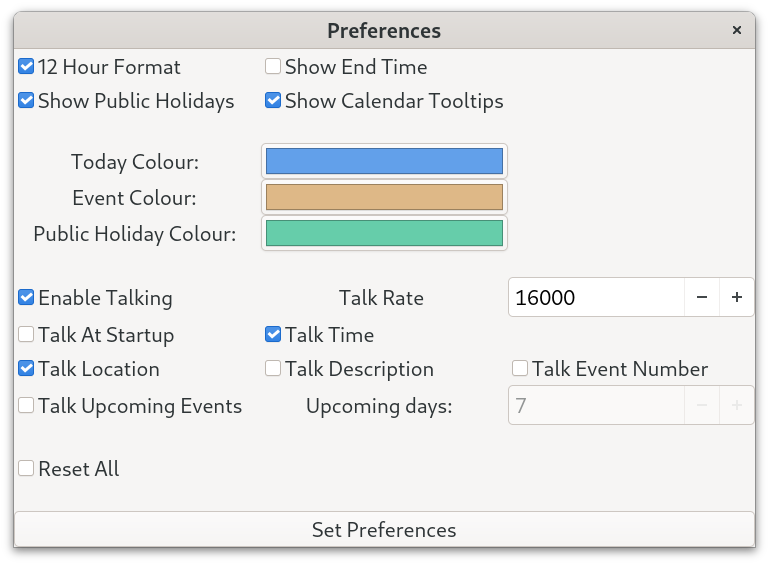 Preferences ×
12 Hour Format Show End Time
Show Public Holidays Show Calendar Tooltips
Today Colour:
Event Colour:
Public Holiday Colour:
Enable Talking Talk Rate 16000 − +
Talk At Startup Talk Time
Talk Location Talk Description Talk Event Number
Talk Upcoming Events Upcoming days: 7 − +
Reset All
Set Preferences